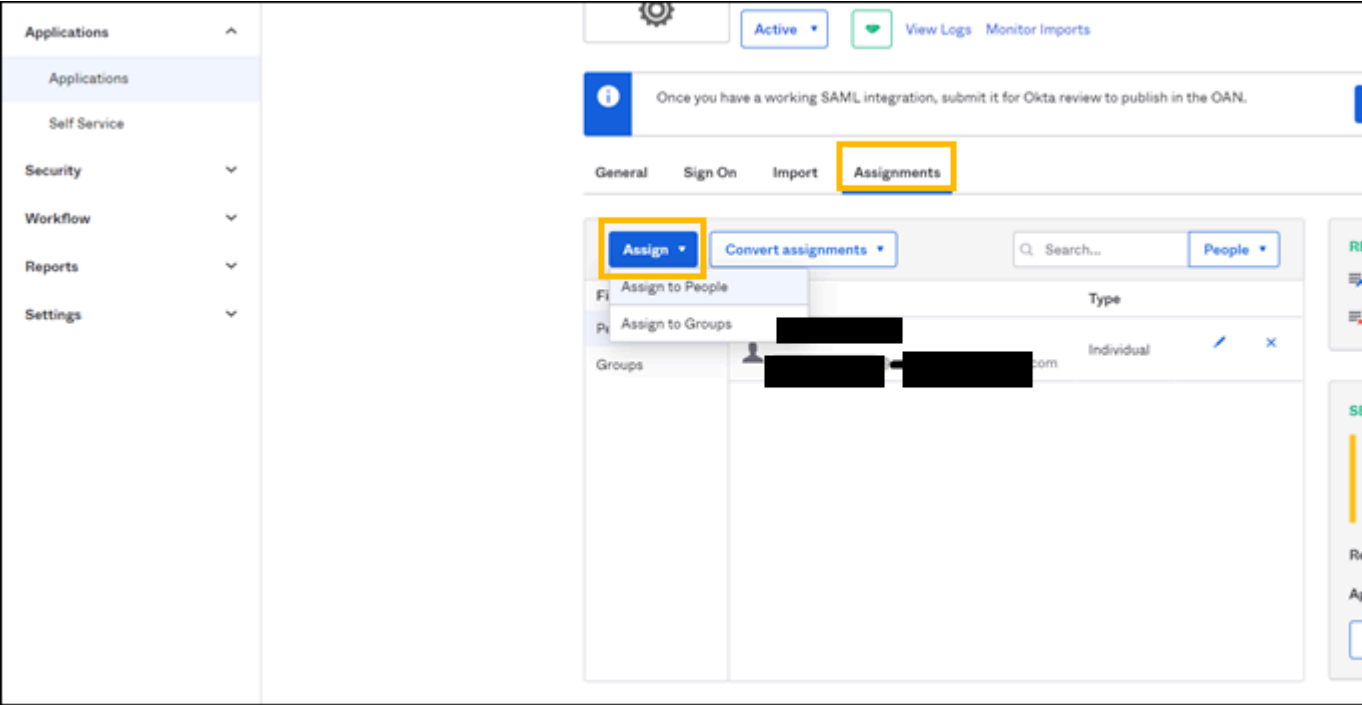 Applications
Applications
Self Service
Security
Workflow
Reports
Settings
Active
View Logs Monitor Imports
Once you have a working SAML integration, submit it for Okta review to publish in the OAN.
General Sign On Import Assignments
Assign Convert assignments Search... People
Assign to People
Assign to Groups
Type
Individual
com
Groups